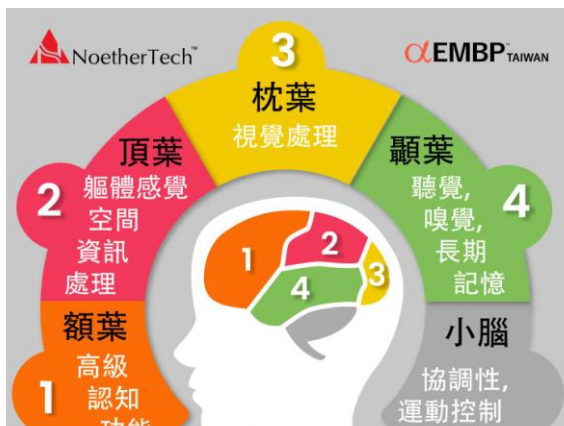 NoetherTech™
αEMBP™ TAIWAN
3
枕葉
視覺處理
2
頂葉
軀體感覺
空間
資訊
處理
顳葉
聽覺,
嗅覺,
長期
記憶
4
1
額葉
高級
認知
功能
小腦
協調性,
運動控制
1
2
3
4